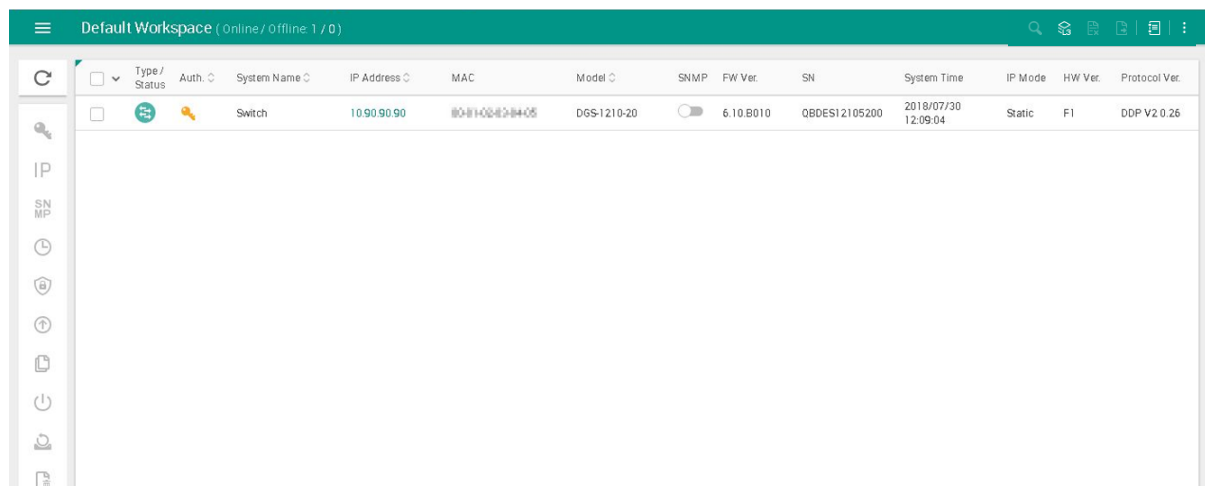 Default Workspace ( Online / Offline: 1 / 0 )
Type / Status Auth. System Name IP Address MAC Model SNMP FW Ver. SN System Time IP Mode HW Ver. Protocol Ver.
Switch 10.90.90.90 DGS-1210-20 6.10.B010 QBDES12105200 2018/07/30 12:09:04 Static F1 DDP V2.0.26
IP
SN
MP